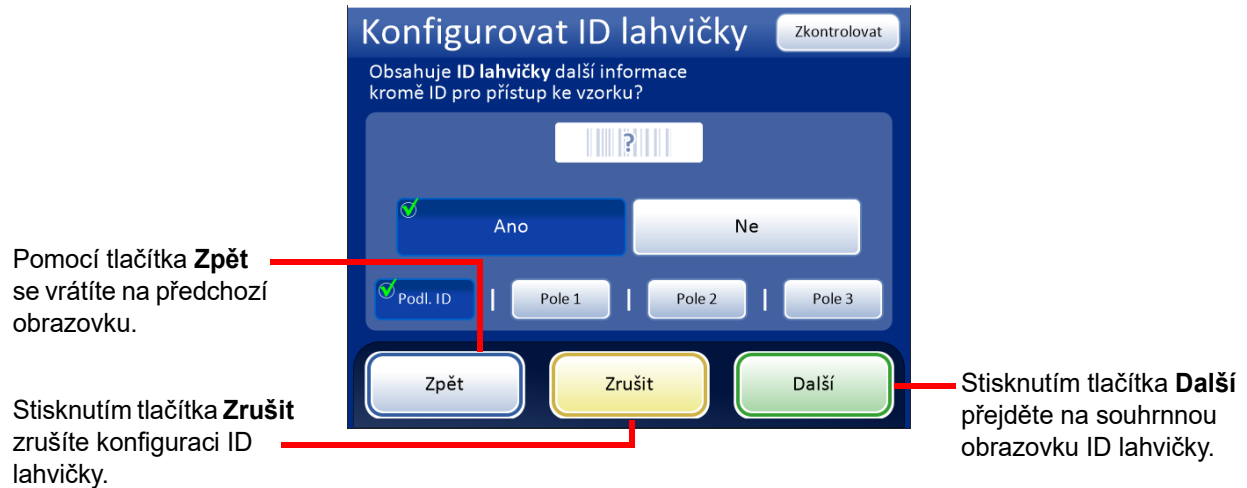 Konfigurovat ID lahvičky
Zkontrolovat
Obsahuje ID lahvičky další informace
kromě ID pro přístup ke vzorku?
?
Ano
Ne
Podl. ID | Pole 1 | Pole 2 | Pole 3
Zpět
Zrušit
Další
Pomocí tlačítka Zpět
se vrátíte na předchozí
obrazovku.
Stisknutím tlačítka Zrušit
zrušíte konfiguraci ID
lahvičky.
Stisknutím tlačítka Další
přejděte na souhrnnou
obrazovku ID lahvičky.